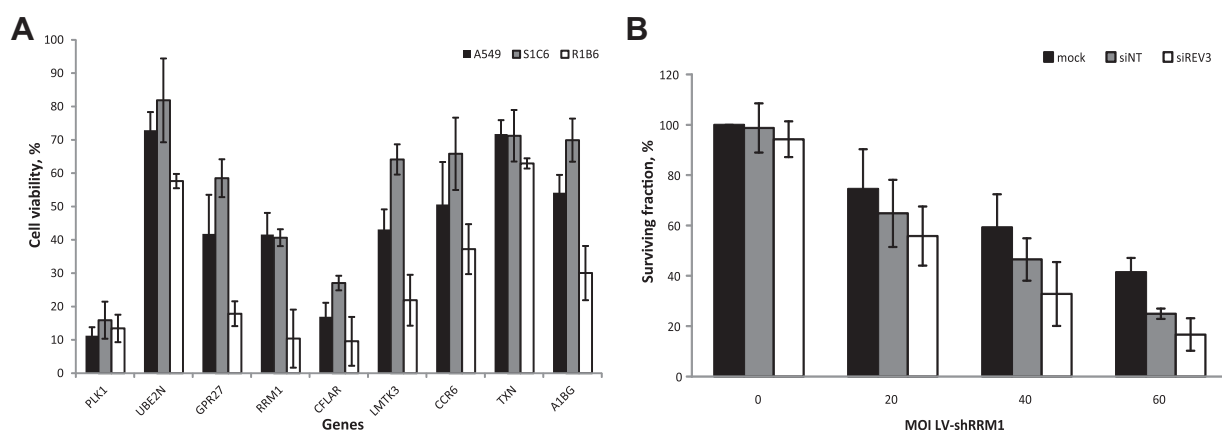 A
A549 S1C6 R1B6
Cell viability, %
100
90
80
70
60
50
40
30
20
10
0
PLK1 UBE2N GPR27 RRM1 CFLAR LMTK3 CCR6 TXN A1BG
Genes
B
mock siNT siREV3
Surviving fraction, %
120
100
80
60
40
20
0
0 20 40 60
MOI LV-shRRM1